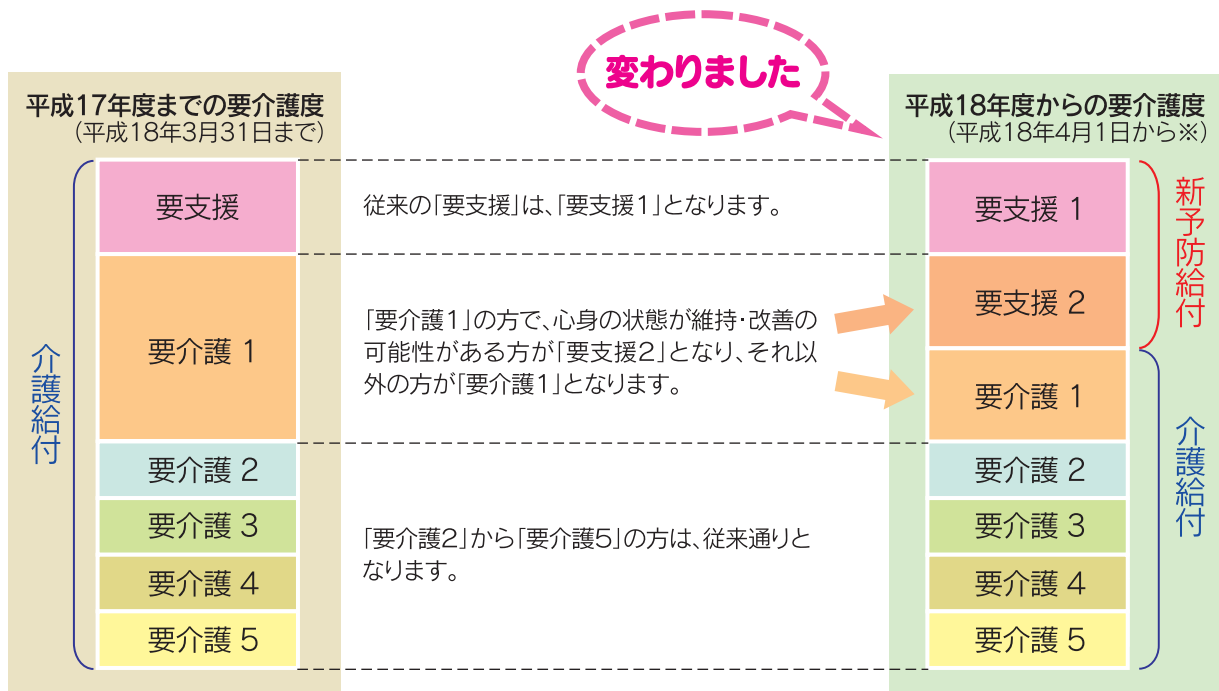 変わりました
平成17年度までの要介護度
（平成18年3月31日まで）
介護給付
要支援
要介護 1
要介護 2
要介護 3
要介護 4
要介護 5
従来の「要支援」は、「要支援1」となります。
「要介護1」の方で、心身の状態が維持・改善の
可能性がある方が「要支援2」となり、それ以
外の方が「要介護1」となります。
「要介護2」から「要介護5」の方は、従来通りと
なります。
平成18年度からの要介護度
（平成18年4月1日から※）
要支援 1
要支援 2
要介護 1
要介護 2
要介護 3
要介護 4
要介護 5
新予防給付
介護給付